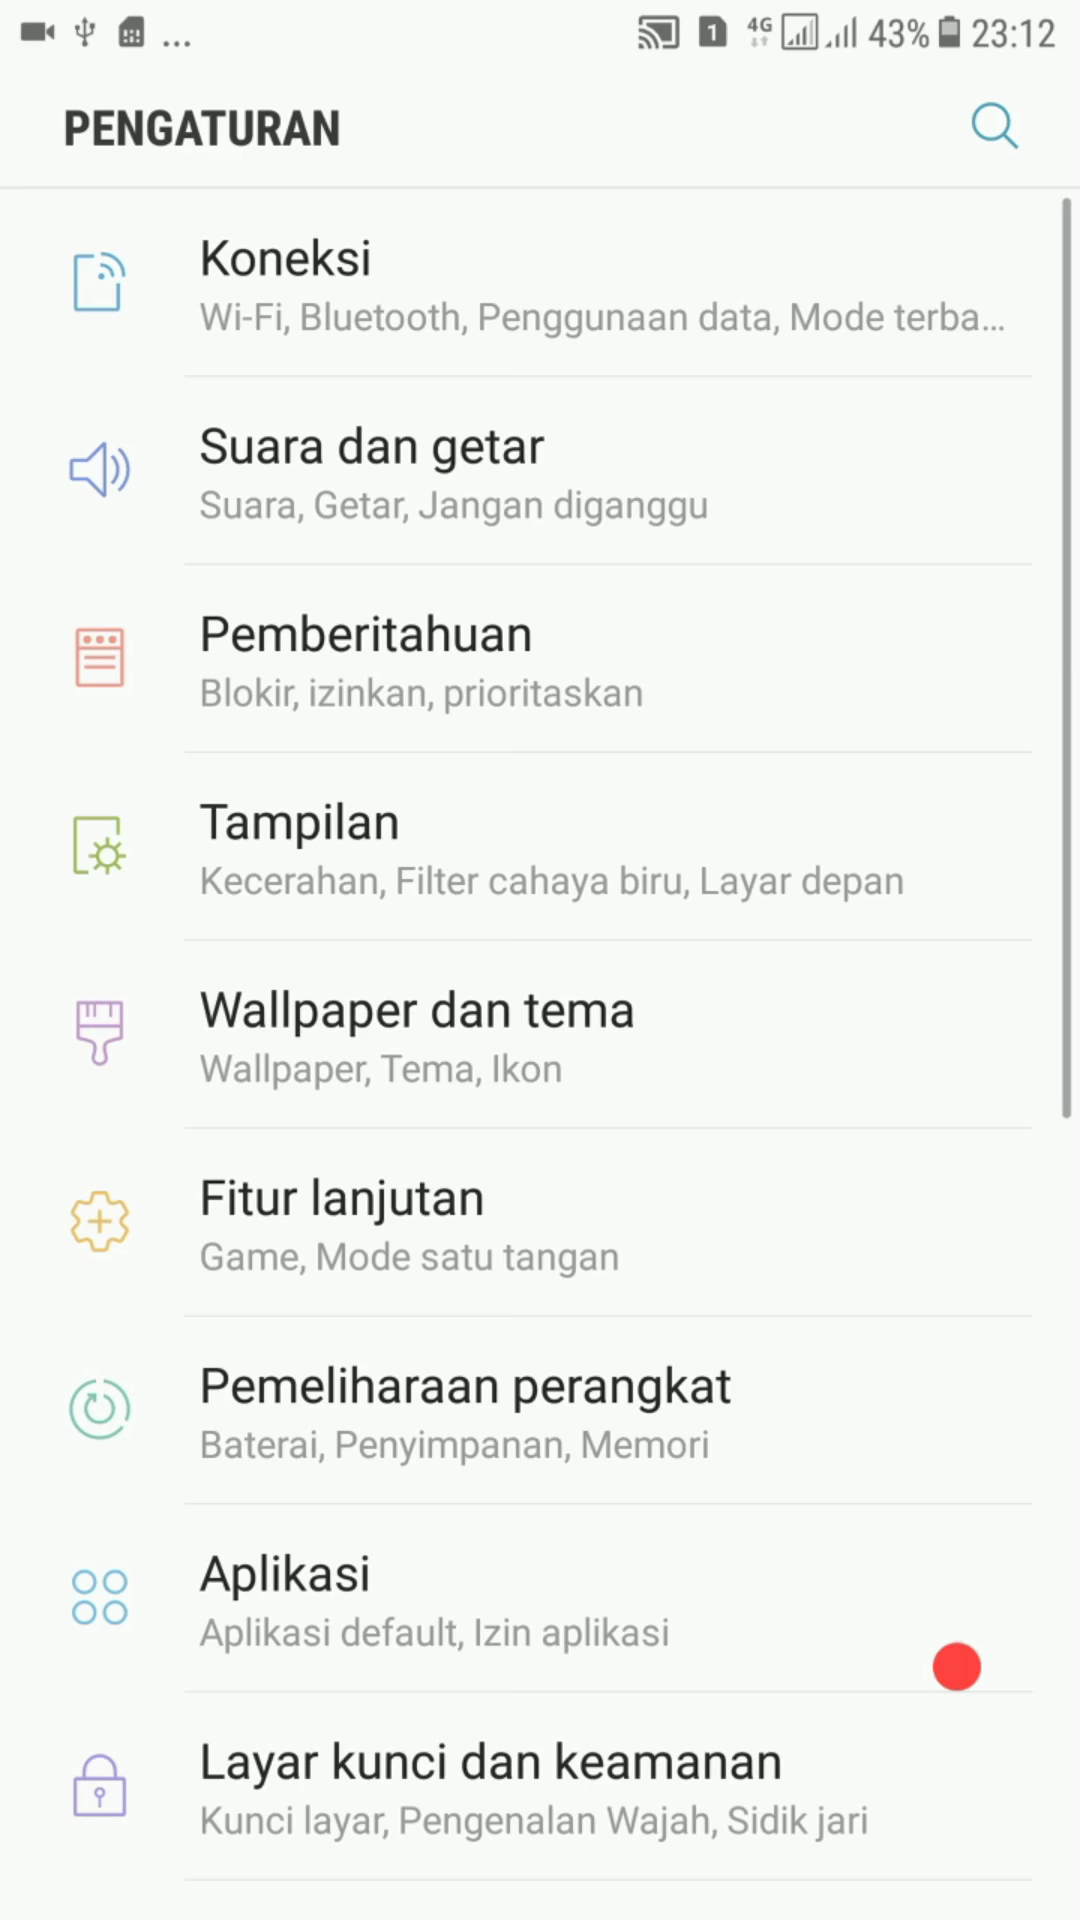 ... 1 4G 43% 23:12
PENGATURAN
Koneksi
Wi-Fi, Bluetooth, Penggunaan data, Mode terba...
Suara dan getar
Suara, Getar, Jangan diganggu
Pemberitahuan
Blokir, izinkan, prioritaskan
Tampilan
Kecerahan, Filter cahaya biru, Layar depan
Wallpaper dan tema
Wallpaper, Tema, Ikon
Fitur lanjutan
Game, Mode satu tangan
Pemeliharaan perangkat
Baterai, Penyimpanan, Memori
Aplikasi
Aplikasi default, Izin aplikasi
Layar kunci dan keamanan
Kunci layar, Pengenalan Wajah, Sidik jari